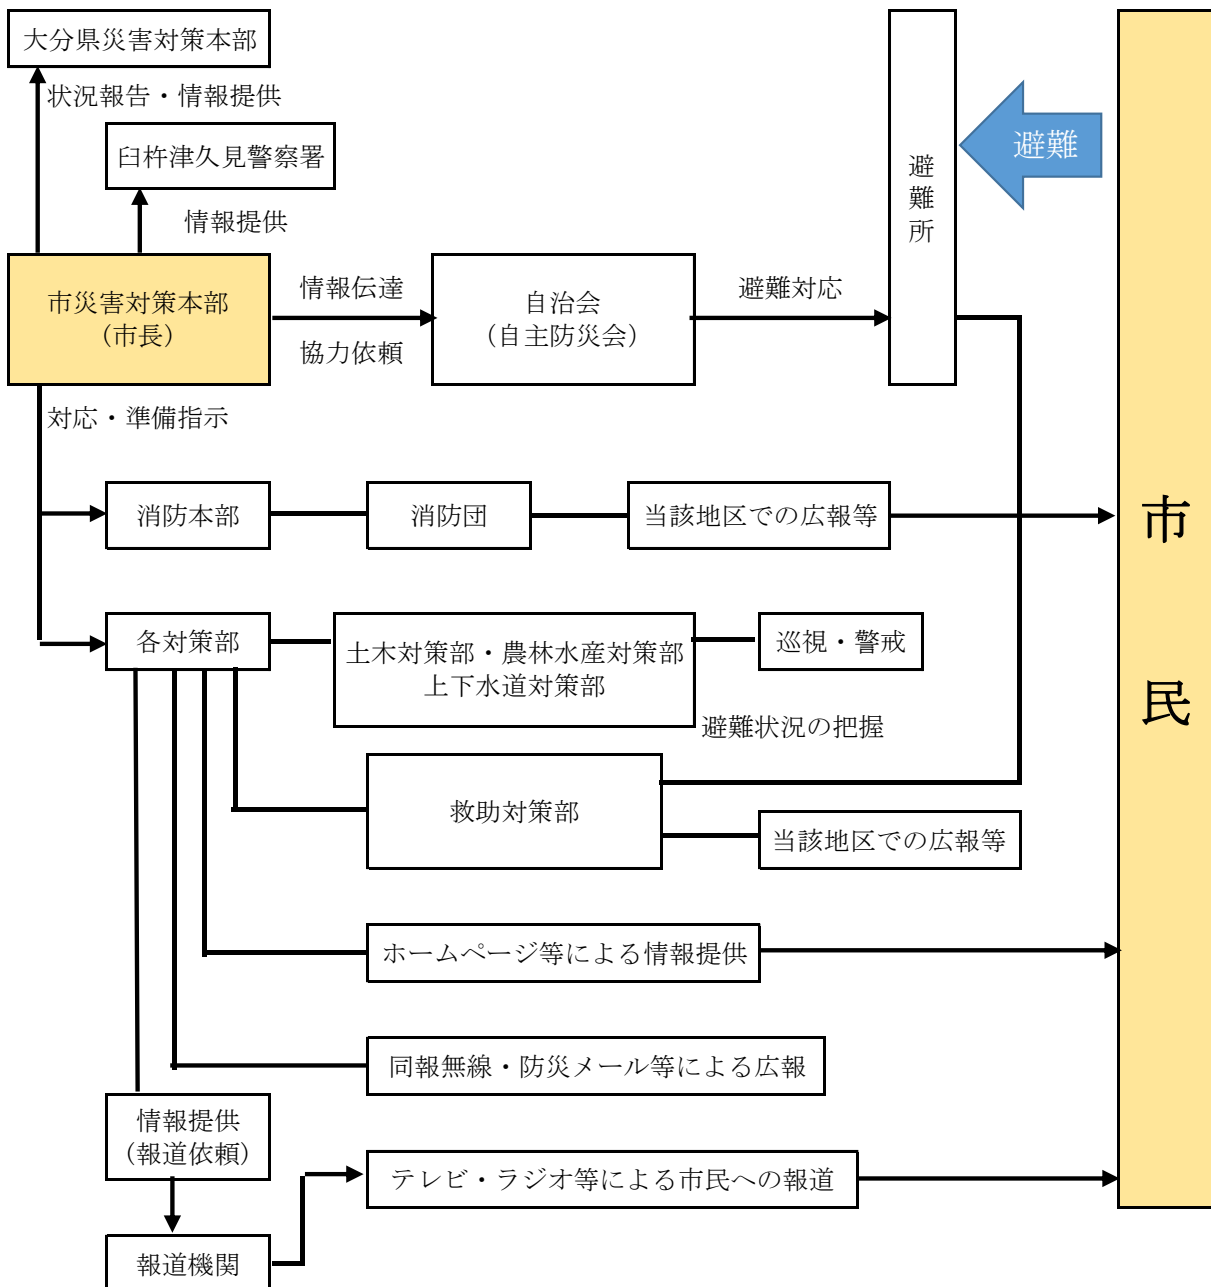 大分県災害対策本部
状況報告・情報提供
臼杵津久見警察署
情報提供
避難
避難所
市災害対策本部
(市長)
情報伝達
協力依頼
自治会
(自主防災会)
避難対応
対応・準備指示
消防本部
消防団
当該地区での広報等
市民
各対策部
土木対策部・農林水産対策部
上下水道対策部
巡視・警戒
避難状況の把握
救助対策部
当該地区での広報等
ホームページ等による情報提供
同報無線・防災メール等による広報
情報提供
(報道依頼)
テレビ・ラジオ等による市民への報道
報道機関